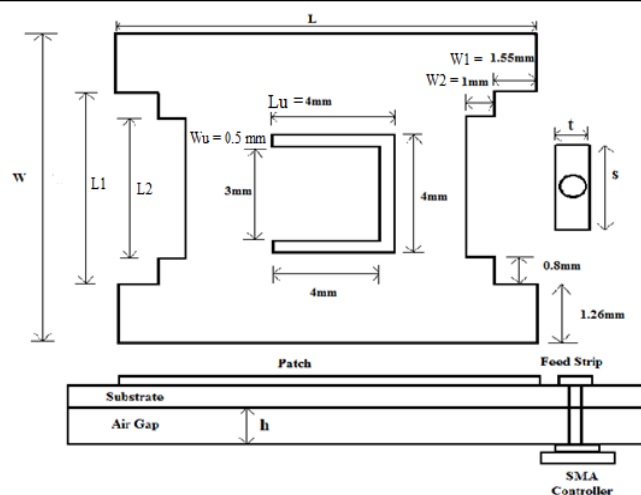 L
W1 = 1.55mm
W2 = 1mm
Lu = 4mm
Wu = 0.5 mm
t
W
L1
L2
3mm
4mm
s
0.8mm
4mm
1.26mm
Patch
Feed Strip
Substrate
Air Gap
h
SMA
Controller